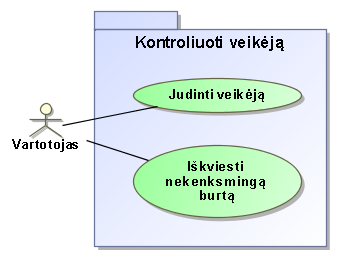 Kontroliuoti veikėją
Judinti veikėją
Vartotojas
Iškviesti
nekenksmingą
burtą